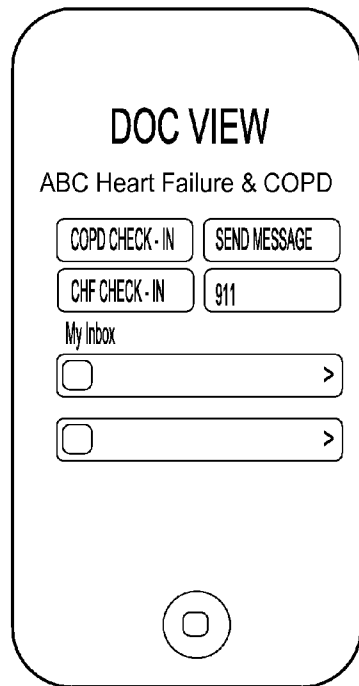 DOC VIEW
ABC Heart Failure & COPD
COPD CHECK - IN SEND MESSAGE
CHF CHECK - IN 911
My Inbox
>
>